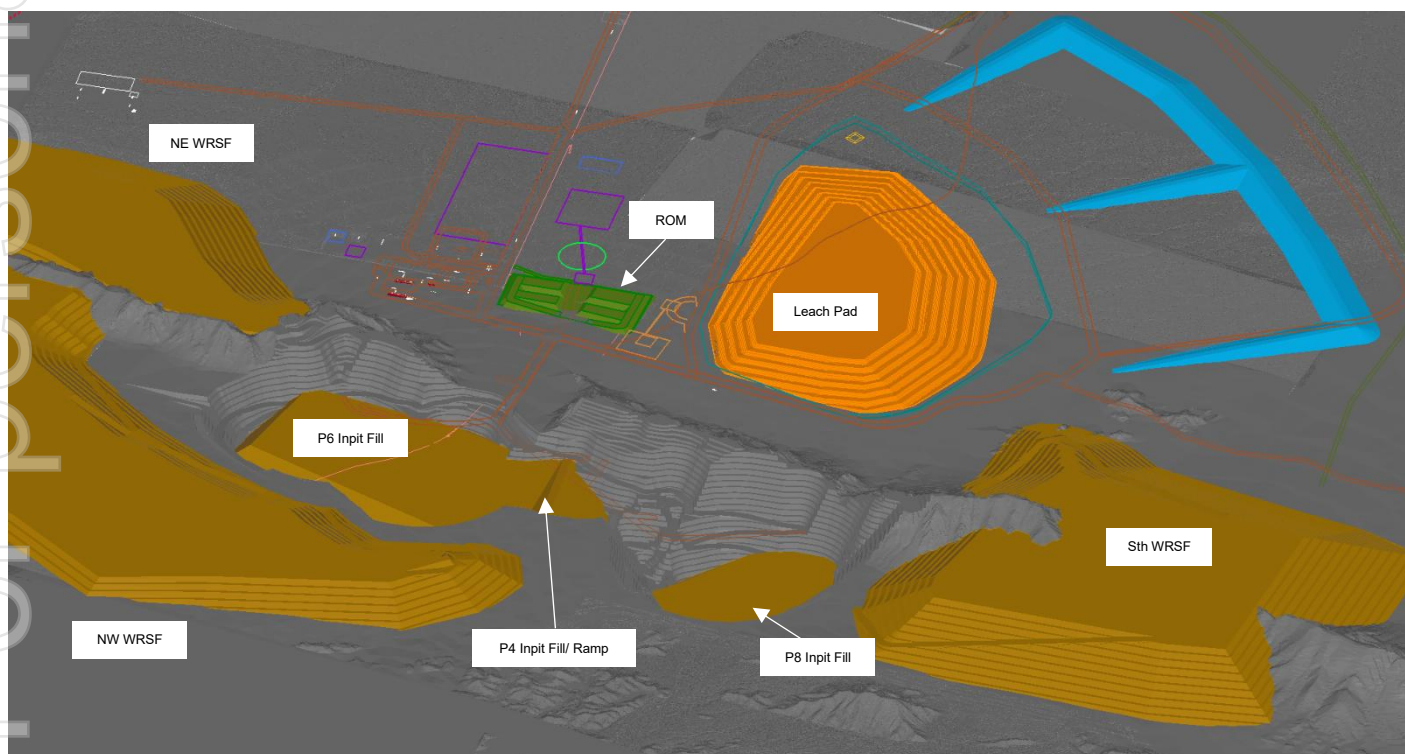 NE WRSF
ROM
Leach Pad
P6 Inpit Fill
Sth WRSF
NW WRSF
P4 Inpit Fill/ Ramp
P8 Inpit Fill